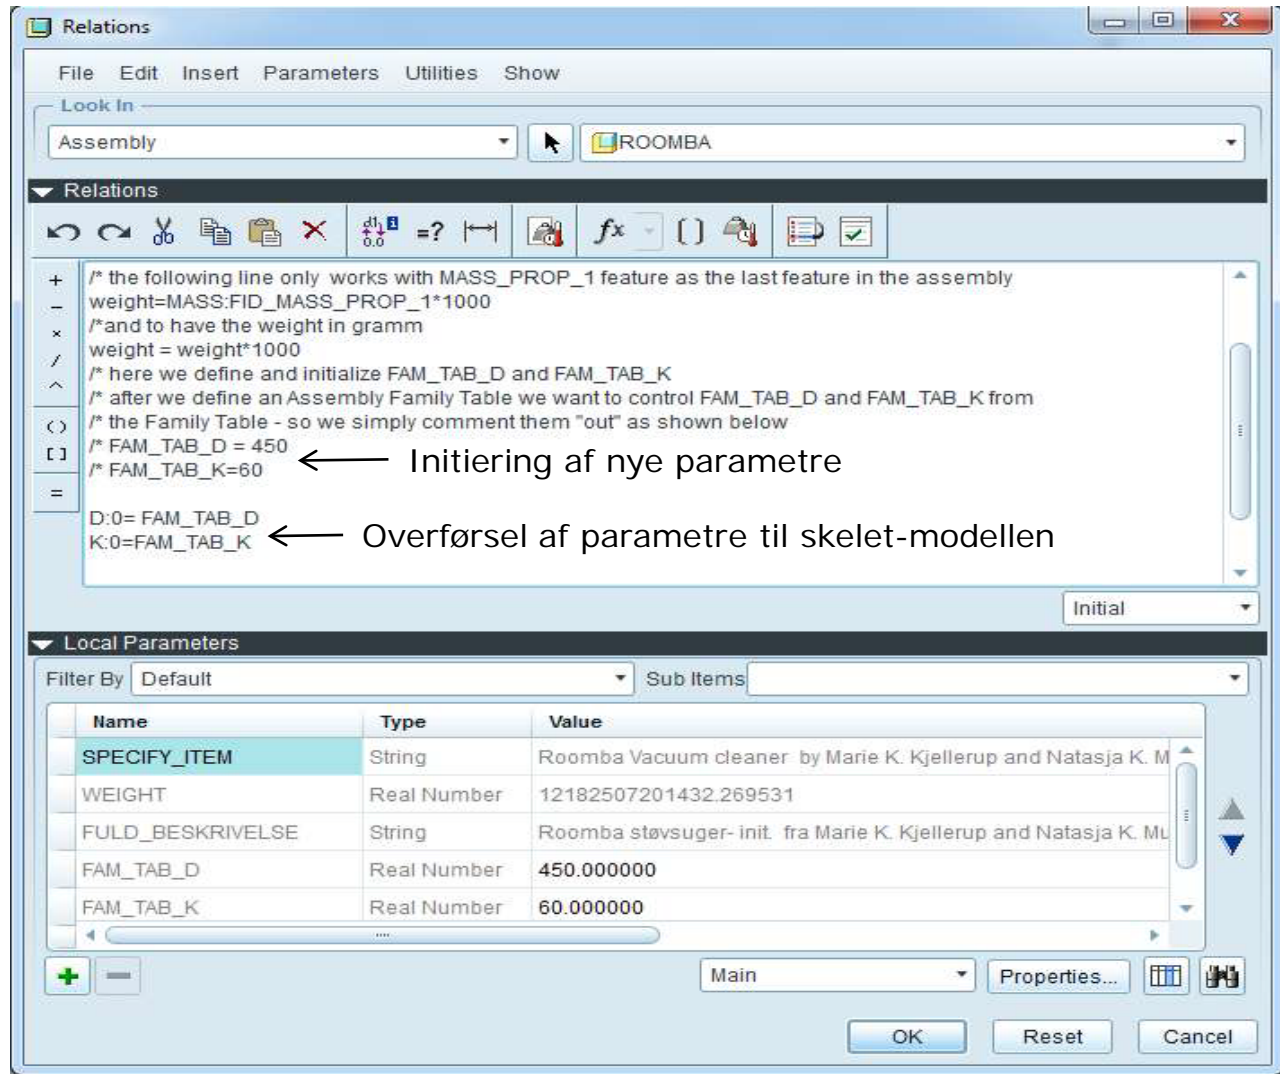 Relations
File Edit Insert Parameters Utilities Show
Look In
Assembly ROOMBA
Relations
/* the following line only works with MASS_PROP_1 feature as the last feature in the assembly
weight=MASS:FID_MASS_PROP_1*1000
/*and to have the weight in gramm
weight = weight*1000
/* here we define and initialize FAM_TAB_D and FAM_TAB_K
/* after we define an Assembly Family Table we want to control FAM_TAB_D and FAM_TAB_K from
/* the Family Table - so we simply comment them "out" as shown below
/* FAM_TAB_D = 450
/* FAM_TAB_K=60
Initiering af nye parametre
D:0= FAM_TAB_D
K:0=FAM_TAB_K
Overførsel af parametre til skelet-modellen
Initial
Local Parameters
Filter By Default Sub Items
Name Type Value
SPECIFY_ITEM String Roomba Vacuum cleaner by Marie K. Kjellerup and Natasja K. M
WEIGHT Real Number 12182507201432.269531
FULD_BESKRIVELSE String Roomba støvsuger- init. fra Marie K. Kjellerup and Natasja K. Mu
FAM_TAB_D Real Number 450.000000
FAM_TAB_K Real Number 60.000000
Main Properties...
OK Reset Cancel